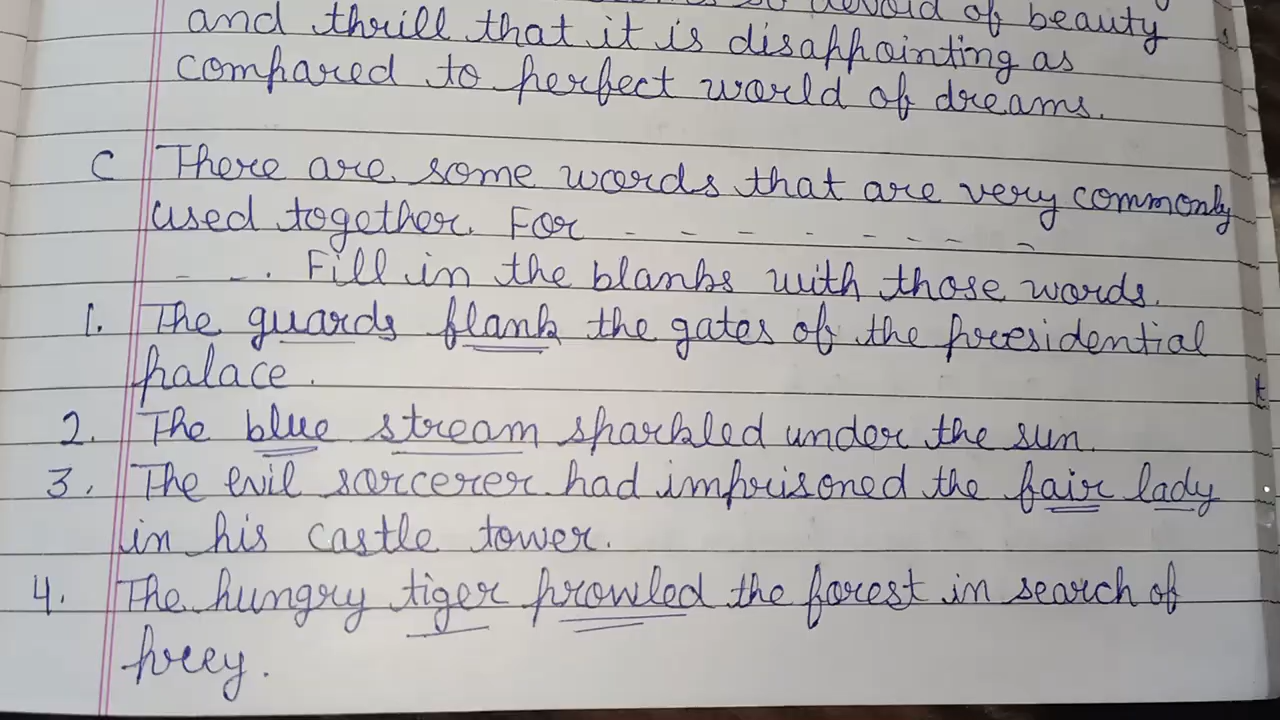 devoid of beauty
and thrill that it is disappointing as
compared to perfect world of dreams.
C There are some words that are very commonly
used together. For - - - - - - - -
- - . Fill in the blanks with those words.
1. The guards flank the gates of the presidential
palace.
2. The blue stream sparkled under the sun.
3. The evil sorcerer had imprisoned the fair lady
in his castle tower.
4. The hungry tiger prowled the forest in search of
prey.